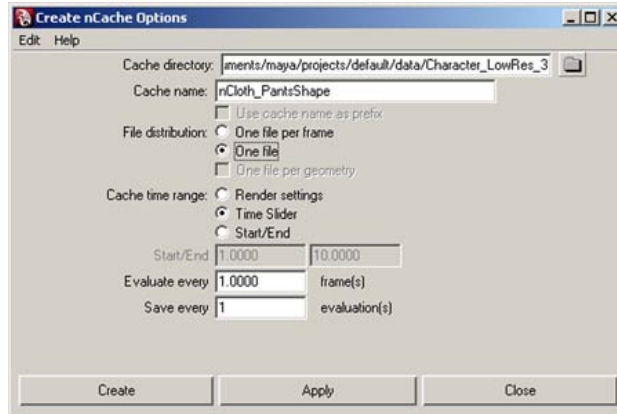 Create nCache Options
Edit Help
Cache directory: ments/maya/projects/default/data/Character_LowRes_3
Cache name: nCloth_PantsShape
Use cache name as prefix
File distribution: One file per frame
One file
One file per geometry
Cache time range: Render settings
Time Slider
Start/End
Start/End 1.0000 10.0000
Evaluate every 1.0000 frame(s)
Save every 1 evaluation(s)
Create Apply Close